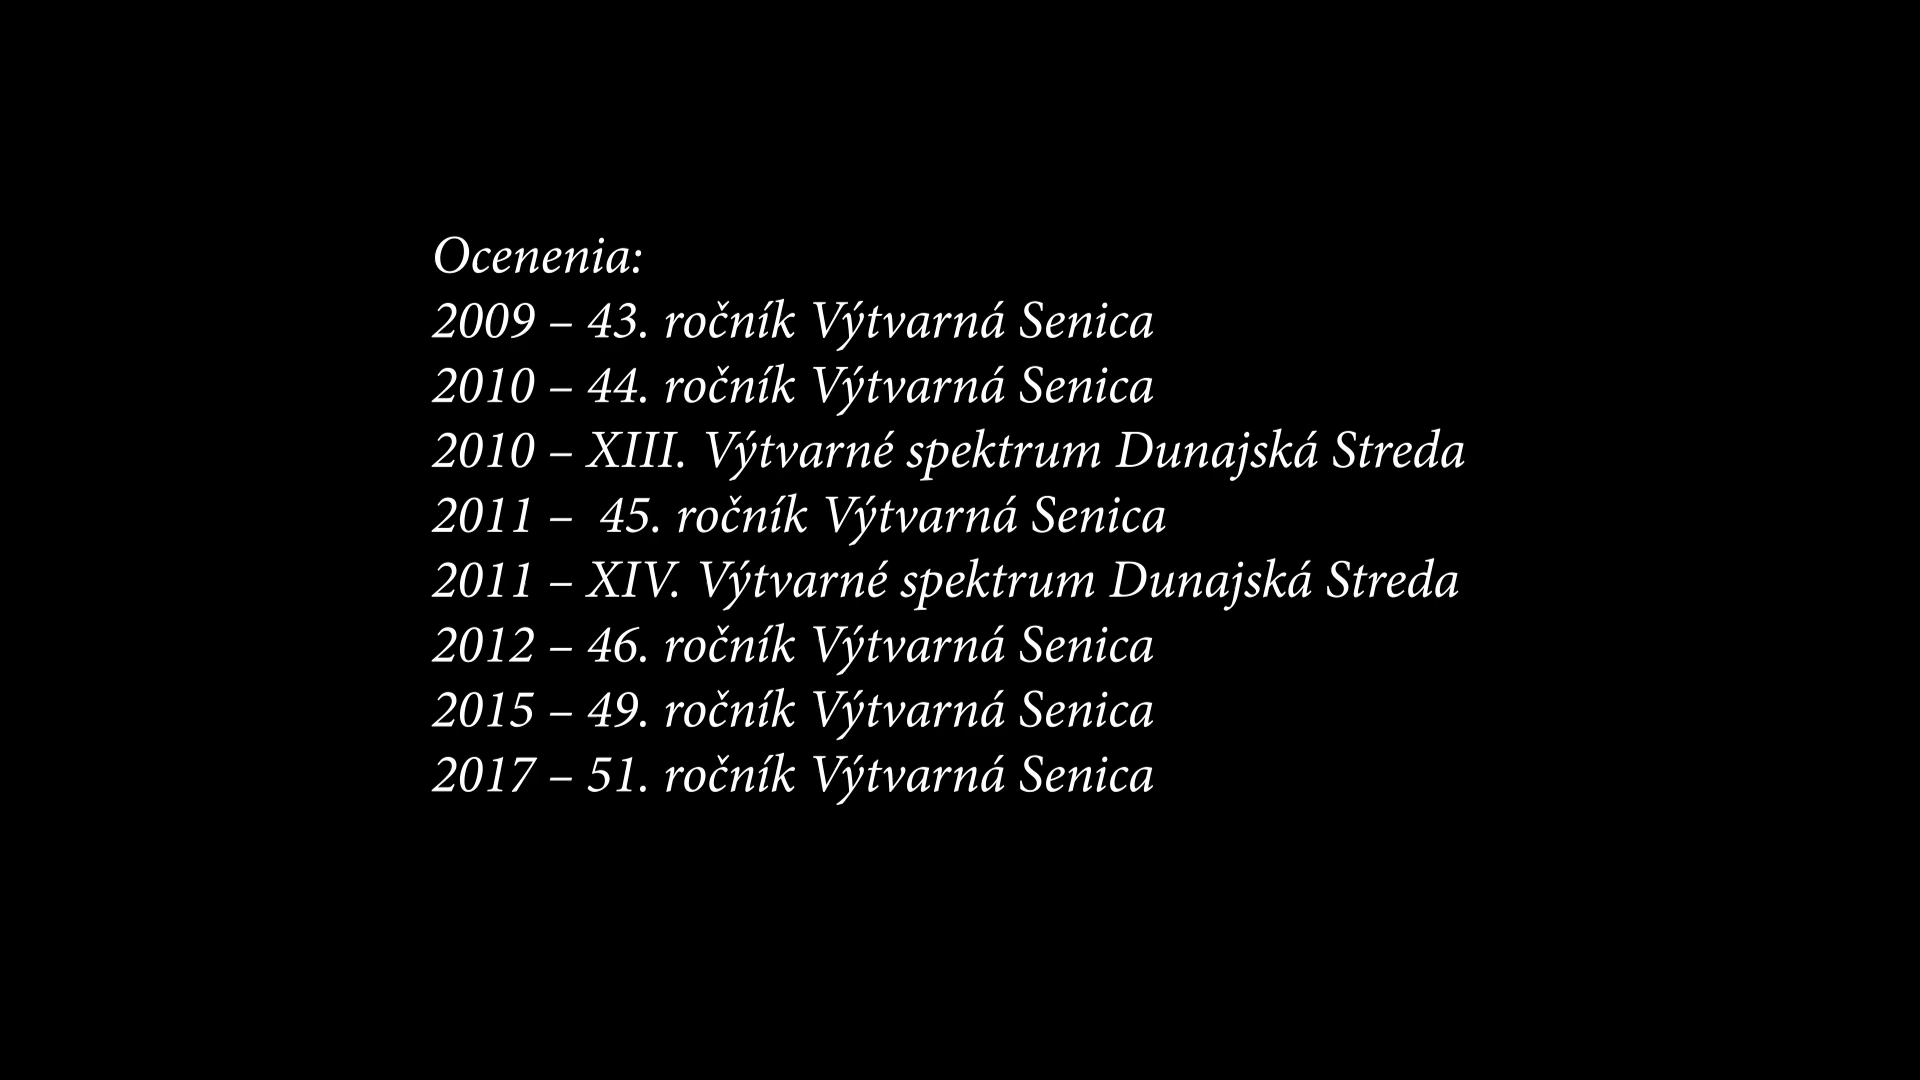 Ocenenia:
2009 – 43. ročník Výtvarná Senica
2010 – 44. ročník Výtvarná Senica
2010 – XIII. Výtvarné spektrum Dunajská Streda
2011 –  45. ročník Výtvarná Senica
2011 – XIV. Výtvarné spektrum Dunajská Streda
2012 – 46. ročník Výtvarná Senica
2015 – 49. ročník Výtvarná Senica
2017 – 51. ročník Výtvarná Senica